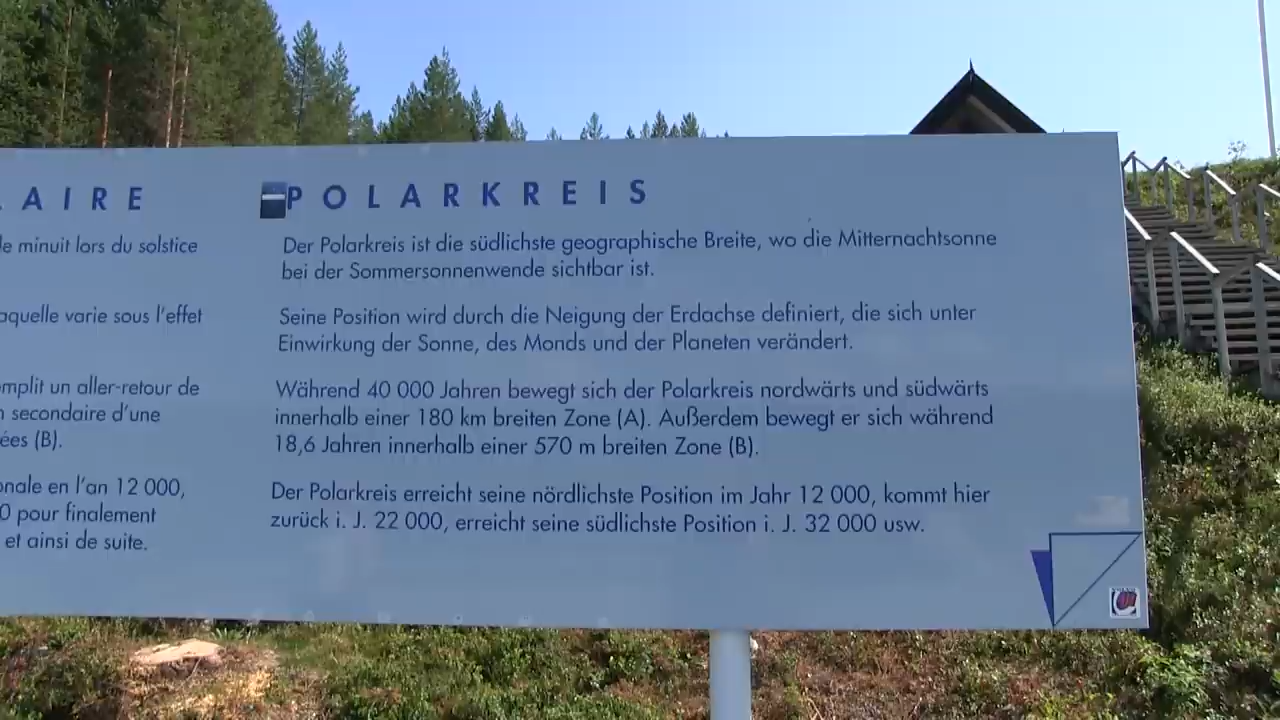 LAIRE
le minuit lors du solstice
aquelle varie sous l'effet
mplit un aller-retour de
secondaire d'une
ées (B).
onale en l'an 12 000,
0 pour finalement
et ainsi de suite.
POLARKREIS
Der Polarkreis ist die südlichste geographische Breite, wo die Mitternachtsonne
bei der Sommersonnenwende sichtbar ist.
Seine Position wird durch die Neigung der Erdachse definiert, die sich unter
Einwirkung der Sonne, des Monds und der Planeten verändert.
Während 40 000 Jahren bewegt sich der Polarkreis nordwärts und südwärts
innerhalb einer 180 km breiten Zone (A). Außerdem bewegt er sich während
18,6 Jahren innerhalb einer 570 m breiten Zone (B).
Der Polarkreis erreicht seine nördlichste Position im Jahr 12 000, kommt hier
zurück i. J. 22 000, erreicht seine südlichste Position i. J. 32 000 usw.